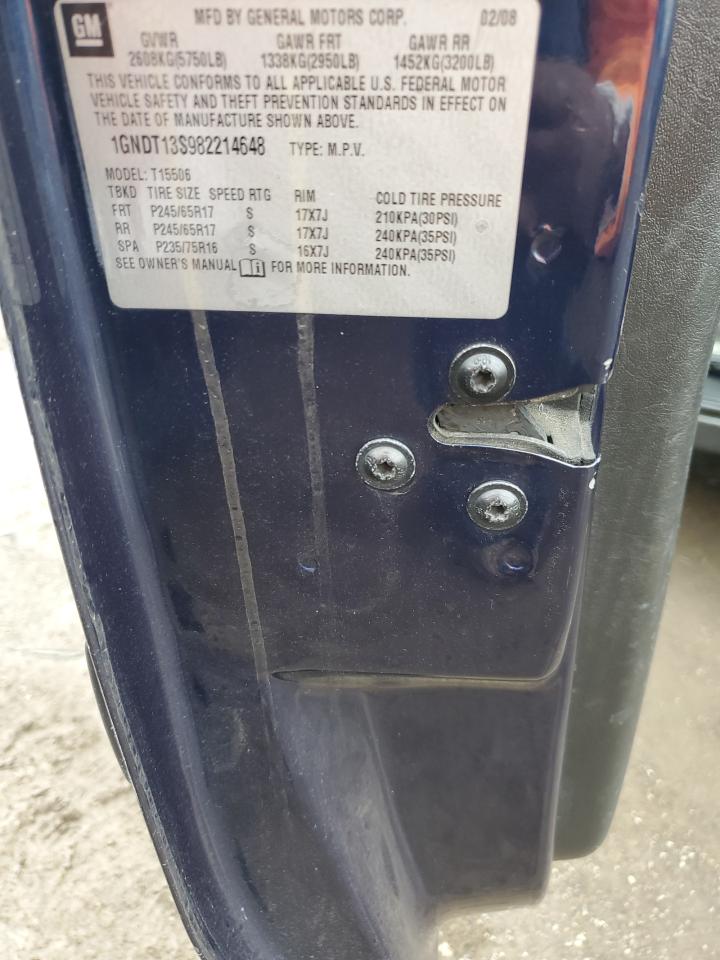 GM
MFD BY GENERAL MOTORS CORP. 02/08
GVWR GAWR FRT GAWR RR
2608KG(5750LB) 1338KG(2950LB) 1452KG(3200LB)
THIS VEHICLE CONFORMS TO ALL APPLICABLE U.S. FEDERAL MOTOR
VEHICLE SAFETY AND THEFT PREVENTION STANDARDS IN EFFECT ON
THE DATE OF MANUFACTURE SHOWN ABOVE.
1GNDT13S982214648 TYPE: M.P.V.
MODEL: T15506
TBKD TIRE SIZE SPEED RTG RIM COLD TIRE PRESSURE
FRT P245/65R17 S 17X7J 210KPA(30PSI)
RR P245/65R17 S 17X7J 240KPA(35PSI)
SPA P235/75R16 S 16X7J 240KPA(35PSI)
SEE OWNER'S MANUAL FOR MORE INFORMATION.